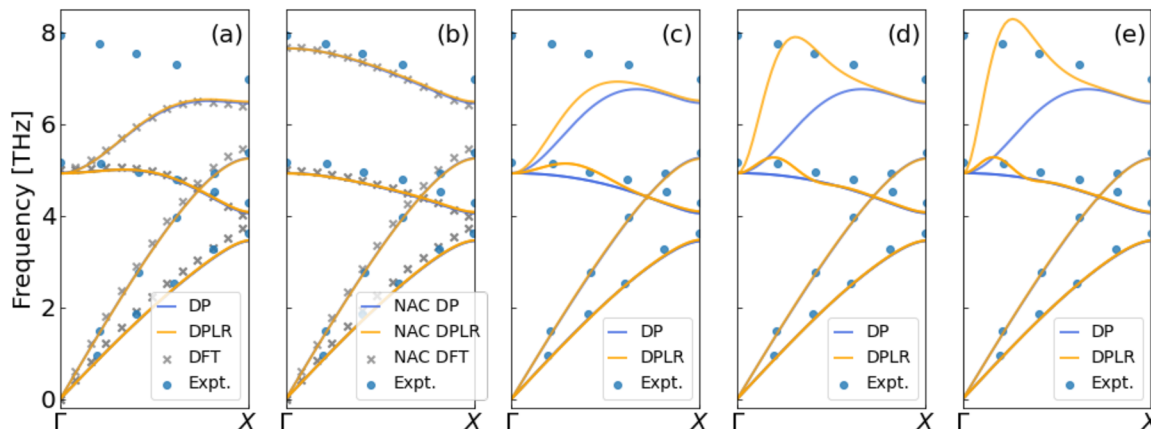 Frequency [THz]
8
6
4
2
0
(a)
DP
DPLR
DFT
Expt.
Γ
X
(b)
NAC DP
NAC DPLR
NAC DFT
Expt.
Γ
X
(c)
DP
DPLR
Expt.
Γ
X
(d)
DP
DPLR
Expt.
Γ
X
(e)
DP
DPLR
Expt.
Γ
X